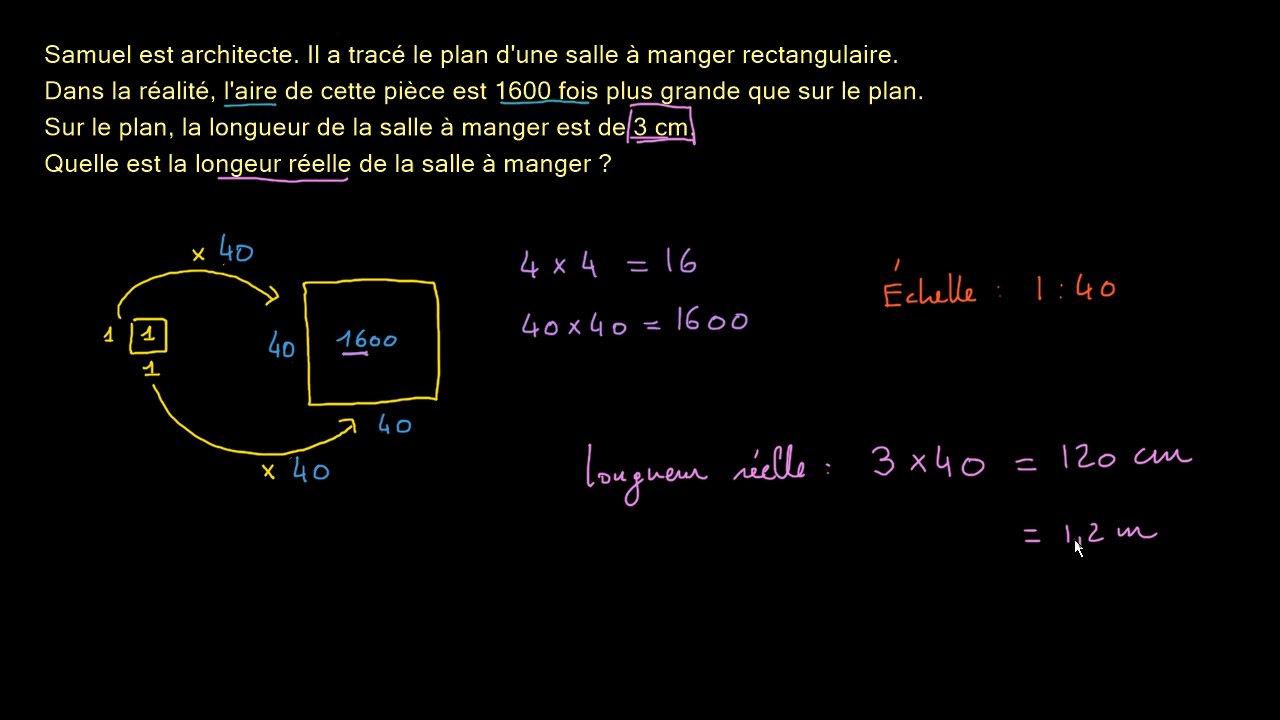 Samuel est architecte. Il a tracé le plan d'une salle à manger rectangulaire.
Dans la réalité, l'aire de cette pièce est 1600 fois plus grande que sur le plan.
Sur le plan, la longueur de la salle à manger est de 3 cm.
Quelle est la longeur réelle de la salle à manger ?
x 40
4 x 4 = 16
Échelle : 1 : 40
1 1
40 1600
40 x 40 = 1600
1
40
x 40
longueur réelle : 3 x 40 = 120 cm
= 1,2 m